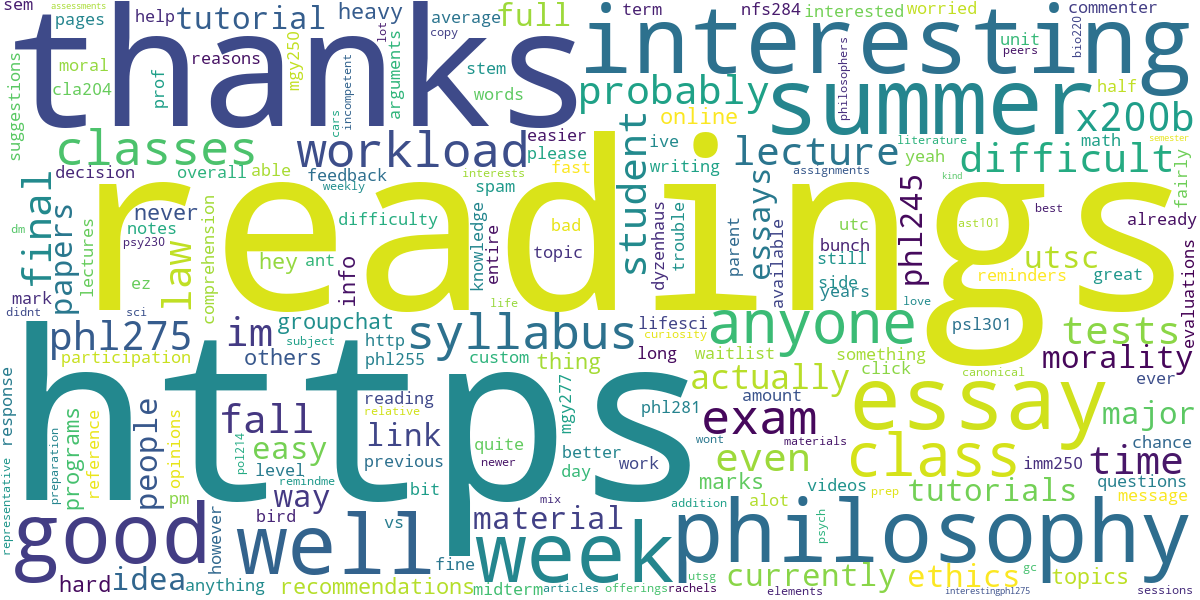 sem
assessments
pages
help
tutorial
heavy
average
copy
full
term
nfs284
interested
worried
commenter
thanks
interesting
suggestions
moral
cla204
prof
reasons
mgy250
cars
incompetent
lot
arguments
stem
words
unit
peers
bio220
philosophers
half
probably
summer
x200b
online
classes
workload
easier
please
student
ive
writing
lecture
literature
yeah
math
semester
difficult
fairly
decision
overall
able
feedback
weekly
interests
spam
fast
essays
assignments
kind
final
papers
never
notes
psy230
law
comprehension
difficulty
knowledge
entire
bad
topic
dyzenhaus
trouble
parent
available
utc
bunch
still
side
years
phl245
ast101
best
already
utsc
reminders
great
evaluations
readings
dm
lectures
hey
ant
info
ez
mark
didnt
sci
life
love
phl275
im
groupchat
subject
http
syllabus
lifesci
curiosity
anyone
psl301
tests
participation
others
phl255
custom
thing
long
waitlist
something
click
canonical
morality
ever
https
response
representative
preparation
programs
reference
people
opinions
fall
easy
pol214
level
remindme
reading
relative
link
previous
quite
newer
mgy277
better
day
work
phl281
actually
amount
exam
wont
materials
essay
major
chance
even
class
imm250
time
questions
message
way
bit
pm
bird
vs
however
mix
alot
marks
videos
prep
tutorials
addition
psych
good
well
material
week
philosophy
fine
hard
idea
anything
recommendations
midterm
articles
offerings
rachels
utsg
currently
elements
ethics
interestingphl275
gc
topics
sessions